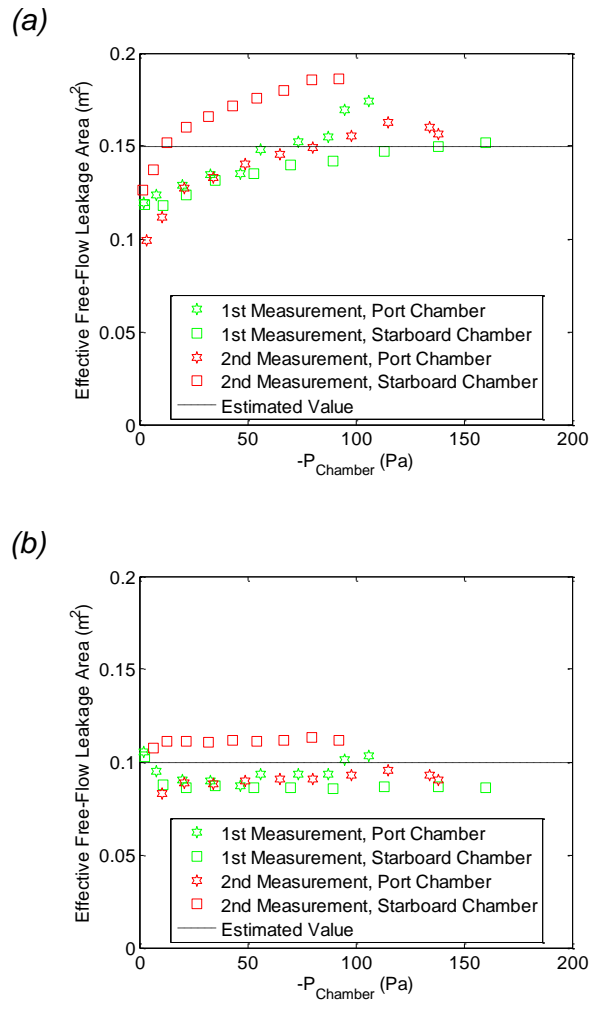 (a)
0.2
0.15
0.1
0.05
0
Effective Free-Flow Leakage Area (m²)
1st Measurement, Port Chamber
1st Measurement, Starboard Chamber
2nd Measurement, Port Chamber
2nd Measurement, Starboard Chamber
Estimated Value
0 50 100 150 200
-P_Chamber (Pa)
(b)
0.2
0.15
0.1
0.05
0
Effective Free-Flow Leakage Area (m²)
1st Measurement, Port Chamber
1st Measurement, Starboard Chamber
2nd Measurement, Port Chamber
2nd Measurement, Starboard Chamber
Estimated Value
0 50 100 150 200
-P_Chamber (Pa)